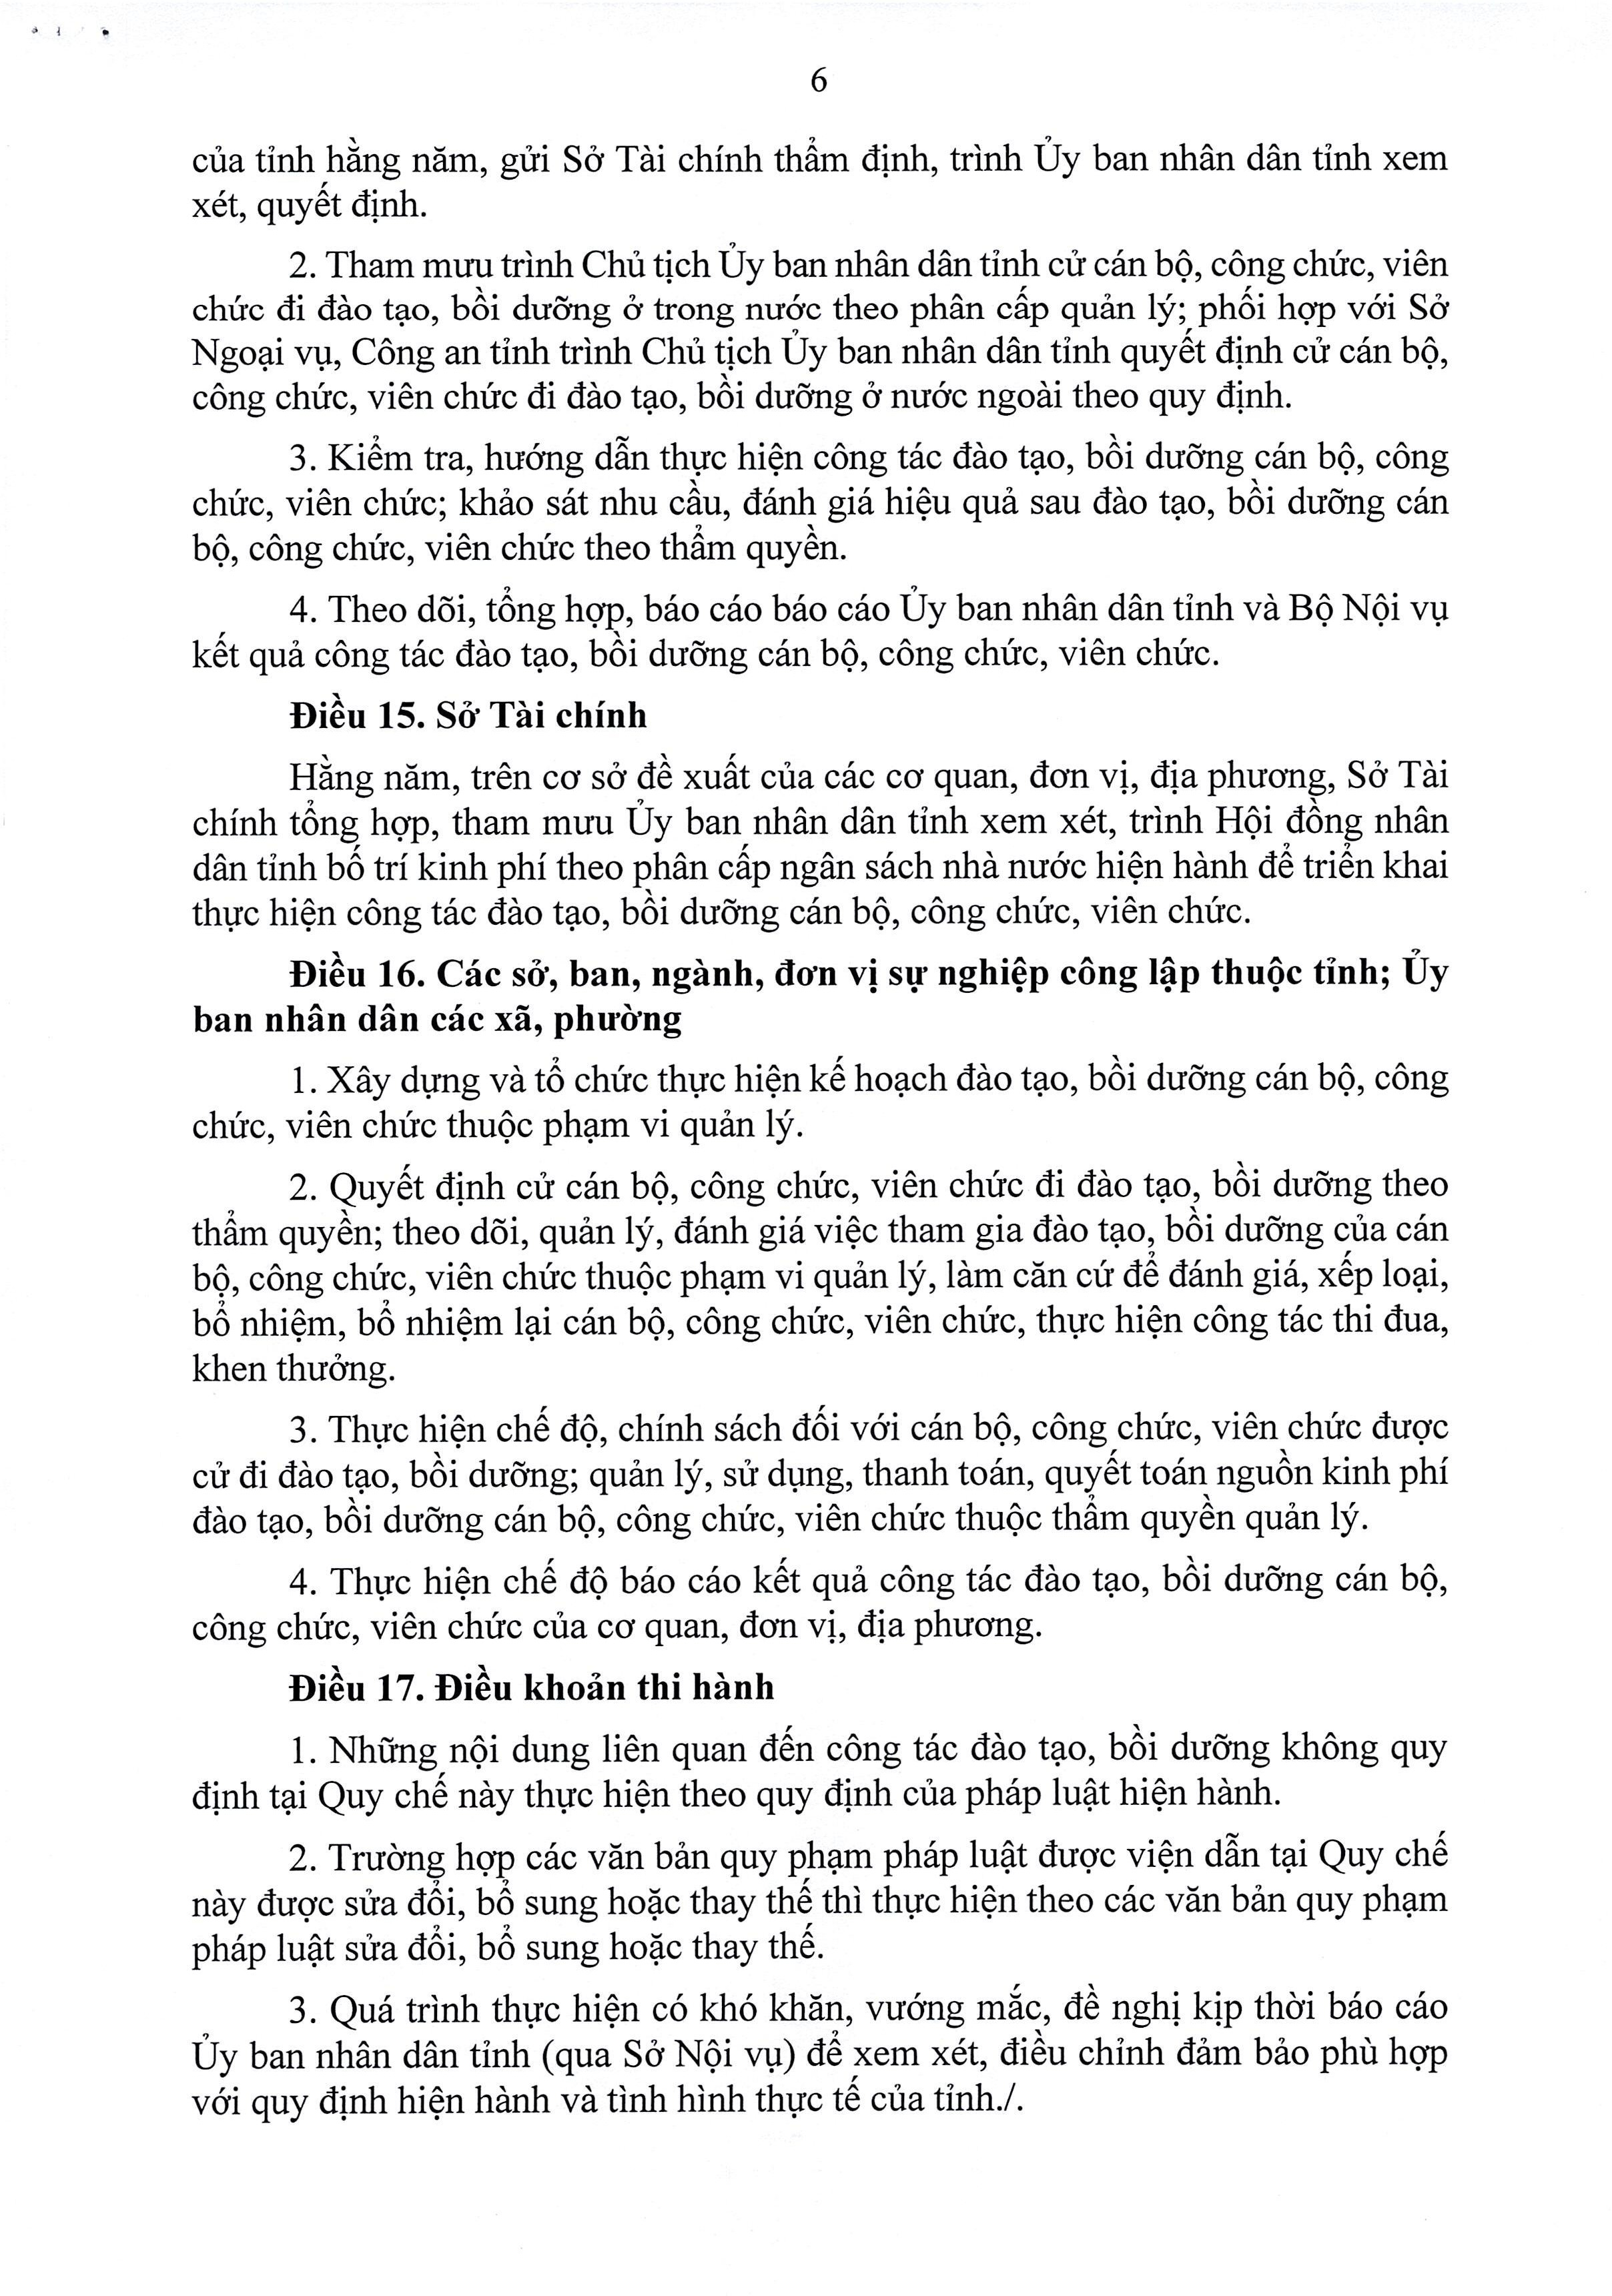 6
của tỉnh hằng năm, gửi Sở Tài chính thẩm định, trình Ủy ban nhân dân tỉnh xem
xét, quyết định.
2. Tham mưu trình Chủ tịch Ủy ban nhân dân tỉnh cử cán bộ, công chức, viên
chức đi đào tạo, bồi dưỡng ở trong nước theo phân cấp quản lý; phối hợp với Sở
Ngoại vụ, Công an tỉnh trình Chủ tịch Ủy ban nhân dân tỉnh quyết định cử cán bộ,
công chức, viên chức đi đào tạo, bồi dưỡng ở nước ngoài theo quy định.
3. Kiểm tra, hướng dẫn thực hiện công tác đào tạo, bồi dưỡng cán bộ, công
chức, viên chức; khảo sát nhu cầu, đánh giá hiệu quả sau đào tạo, bồi dưỡng cán
bộ, công chức, viên chức theo thẩm quyền.
4. Theo dõi, tổng hợp, báo cáo báo cáo Ủy ban nhân dân tỉnh và Bộ Nội vụ
kết quả công tác đào tạo, bồi dưỡng cán bộ, công chức, viên chức.
Điều 15. Sở Tài chính
Hằng năm, trên cơ sở đề xuất của các cơ quan, đơn vị, địa phương, Sở Tài
chính tổng hợp, tham mưu Ủy ban nhân dân tỉnh xem xét, trình Hội đồng nhân
dân tỉnh bố trí kinh phí theo phân cấp ngân sách nhà nước hiện hành để triển khai
thực hiện công tác đào tạo, bồi dưỡng cán bộ, công chức, viên chức.
Điều 16. Các sở, ban, ngành, đơn vị sự nghiệp công lập thuộc tỉnh; Ủy
ban nhân dân các xã, phường
1. Xây dựng và tổ chức thực hiện kế hoạch đào tạo, bồi dưỡng cán bộ, công
chức, viên chức thuộc phạm vi quản lý.
2. Quyết định cử cán bộ, công chức, viên chức đi đào tạo, bồi dưỡng theo
thẩm quyền; theo dõi, quản lý, đánh giá việc tham gia đào tạo, bồi dưỡng của cán
bộ, công chức, viên chức thuộc phạm vi quản lý, làm căn cứ để đánh giá, xếp loại,
bổ nhiệm, bổ nhiệm lại cán bộ, công chức, viên chức, thực hiện công tác thi đua,
khen thưởng.
3. Thực hiện chế độ, chính sách đối với cán bộ, công chức, viên chức được
cử đi đào tạo, bồi dưỡng; quản lý, sử dụng, thanh toán, quyết toán nguồn kinh phí
đào tạo, bồi dưỡng cán bộ, công chức, viên chức thuộc thẩm quyền quản lý.
4. Thực hiện chế độ báo cáo kết quả công tác đào tạo, bồi dưỡng cán bộ,
công chức, viên chức của cơ quan, đơn vị, địa phương.
Điều 17. Điều khoản thi hành
1. Những nội dung liên quan đến công tác đào tạo, bồi dưỡng không quy
định tại Quy chế này thực hiện theo quy định của pháp luật hiện hành.
2. Trường hợp các văn bản quy phạm pháp luật được viện dẫn tại Quy chế
này được sửa đổi, bổ sung hoặc thay thế thì thực hiện theo các văn bản quy phạm
pháp luật sửa đổi, bổ sung hoặc thay thế.
3. Quá trình thực hiện có khó khăn, vướng mắc, đề nghị kịp thời báo cáo
Ủy ban nhân dân tỉnh (qua Sở Nội vụ) để xem xét, điều chỉnh đảm bảo phù hợp
với quy định hiện hành và tình hình thực tế của tỉnh./.